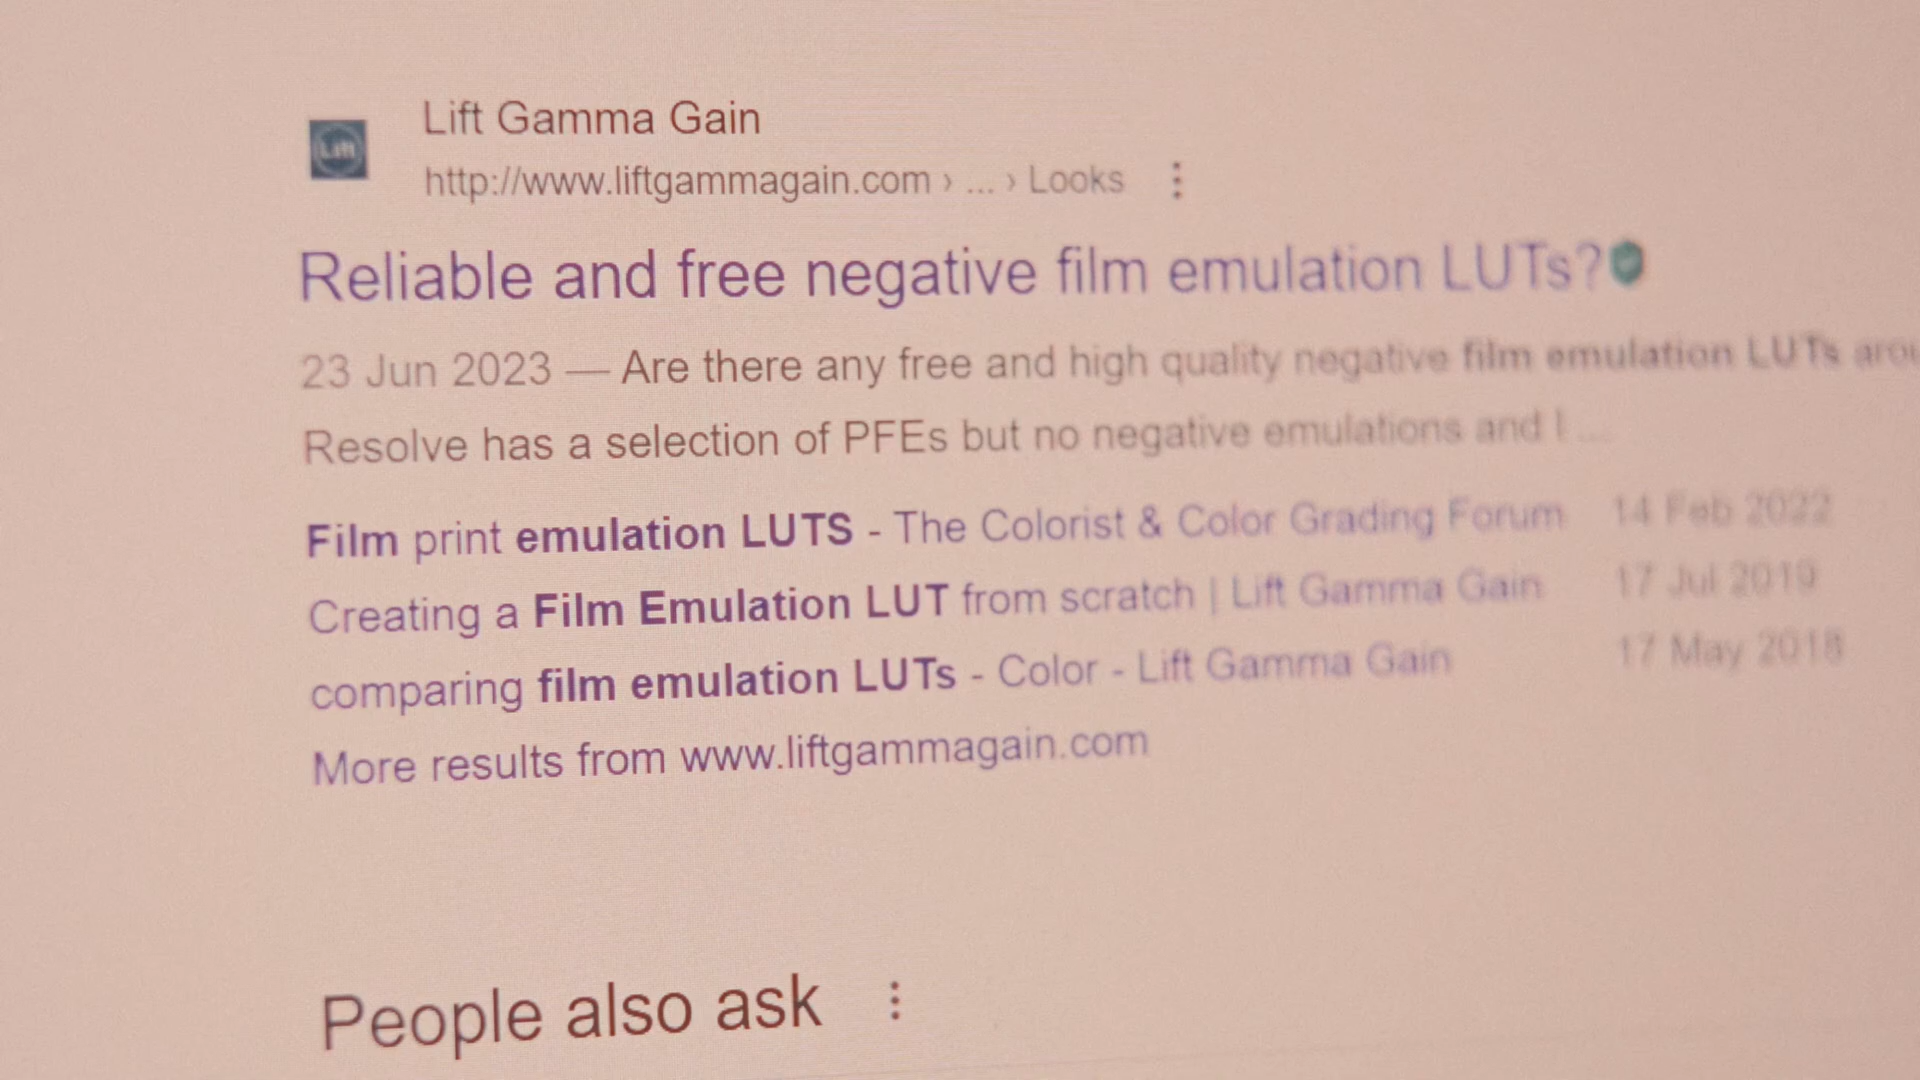 Lift
Lift Gamma Gain
http://www.liftgammagain.com › ... › Looks
Reliable and free negative film emulation LUTs?
23 Jun 2023 — Are there any free and high quality negative film emulation LUTs
Resolve has a selection of PFEs but no negative emulations and I ...
Film print emulation LUTS - The Colorist & Color Grading Forum 14 Feb 2022
Creating a Film Emulation LUT from scratch | Lift Gamma Gain 17 Jul 2019
comparing film emulation LUTs - Color - Lift Gamma Gain 17 May 2018
More results from www.liftgammagain.com
People also ask